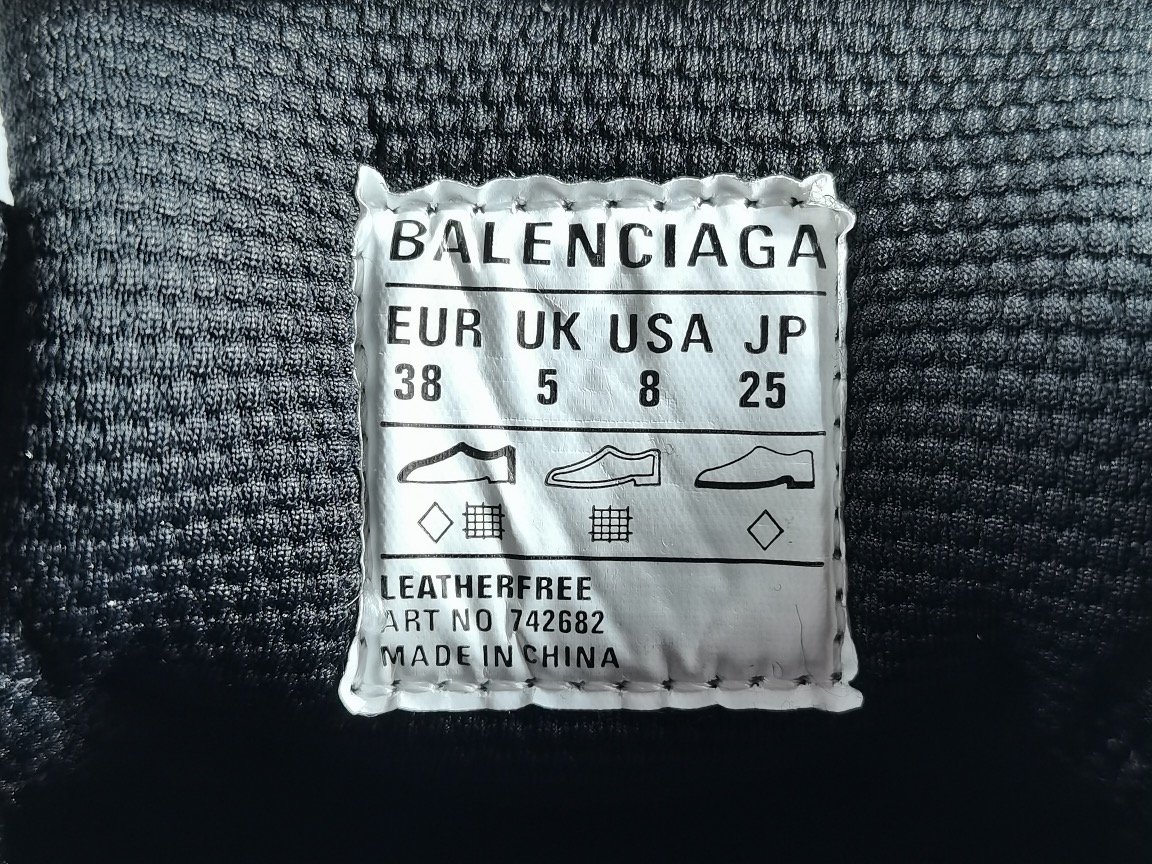 BALENCIAGA
EUR UK USA JP
38 5 8 25
LEATHERFREE
ART NO 742682
MADE IN CHINA